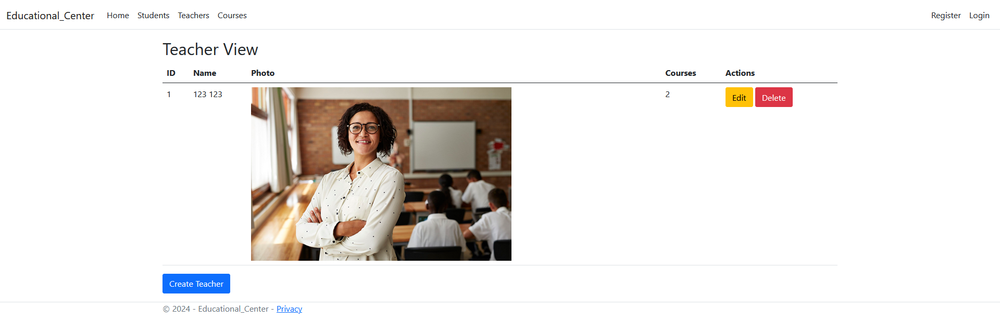 Educational_Center Home Students Teachers Courses Register Login
Teacher View
ID Name Photo Courses Actions
1 123 123 2 Edit Delete
Create Teacher
© 2024 - Educational_Center - Privacy